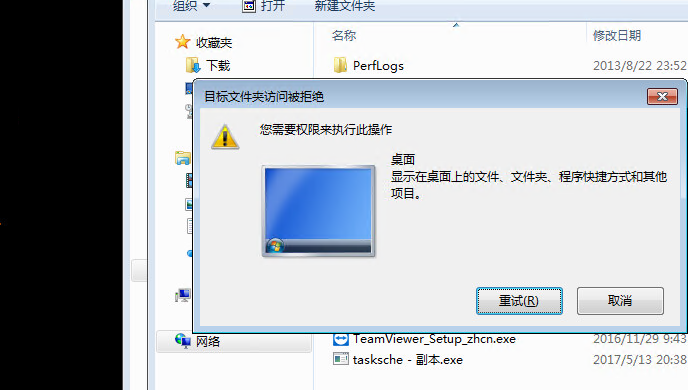 组织 打开 新建文件夹
名称 修改日期
收藏夹
下载
PerfLogs 2013/8/22 23:52
目标文件夹访问被拒绝
您需要权限来执行此操作
桌面
显示在桌面上的文件、文件夹、程序快捷方式和其他
项目。
重试(R) 取消
网络
TeamViewer_Setup_zhcn.exe 2016/11/29 9:43
tasksche - 副本.exe 2017/5/13 20:38